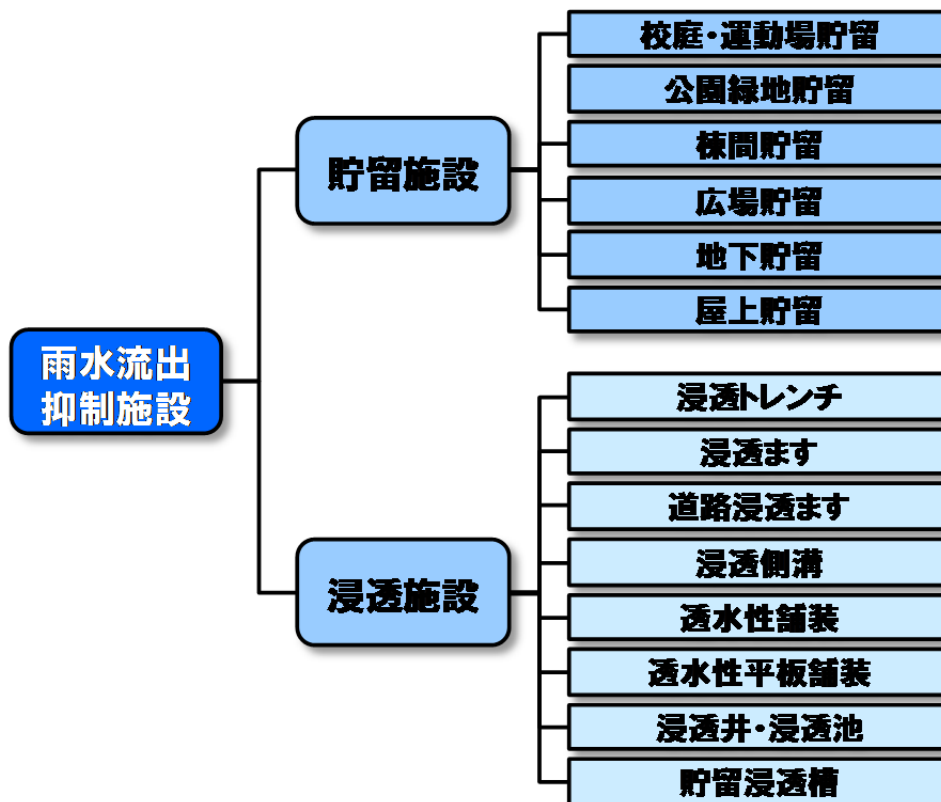 雨水流出
抑制施設
貯留施設
校庭・運動場貯留
公園緑地貯留
棟間貯留
広場貯留
地下貯留
屋上貯留
浸透施設
浸透トレンチ
浸透ます
道路浸透ます
浸透側溝
透水性舗装
透水性平板舗装
浸透井・浸透池
貯留浸透槽